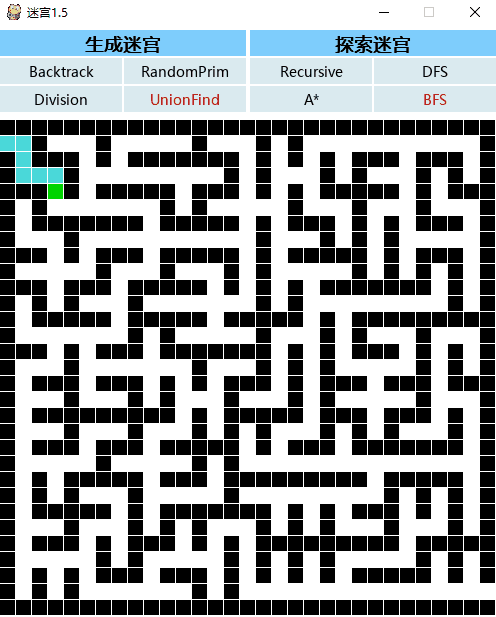 迷宫1.5
生成迷宫 探索迷宫
Backtrack RandomPrim Recursive DFS
Division UnionFind A* BFS